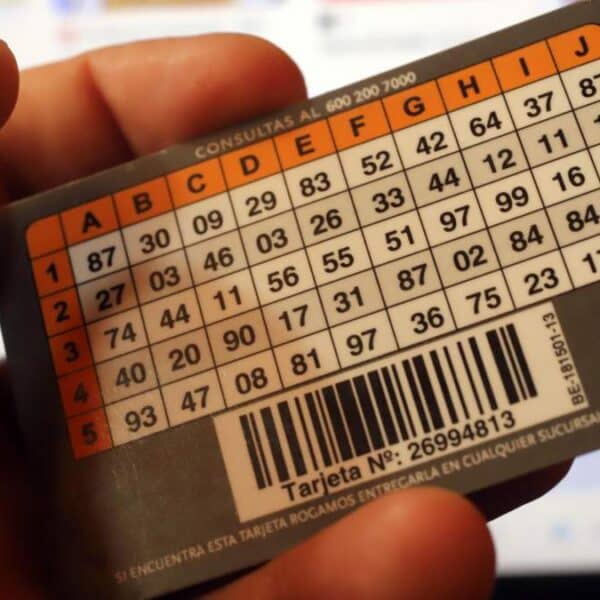 CONSULTAS AL 600 200 7000
A B C D E F G H I J
1 87 30 09 29 83 52 42 64 37
2 27 03 46 03 26 33 44 12 11
3 74 44 11 56 55 51 97 99 16
4 40 20 90 17 31 87 02 84 84
5 93 47 08 81 97 36 75 23
BE-181501-13
Tarjeta Nº: 26994813
SI ENCUENTRA ESTA TARJETA ROGAMOS ENTREGARLA EN CUALQUIER SUCURSA